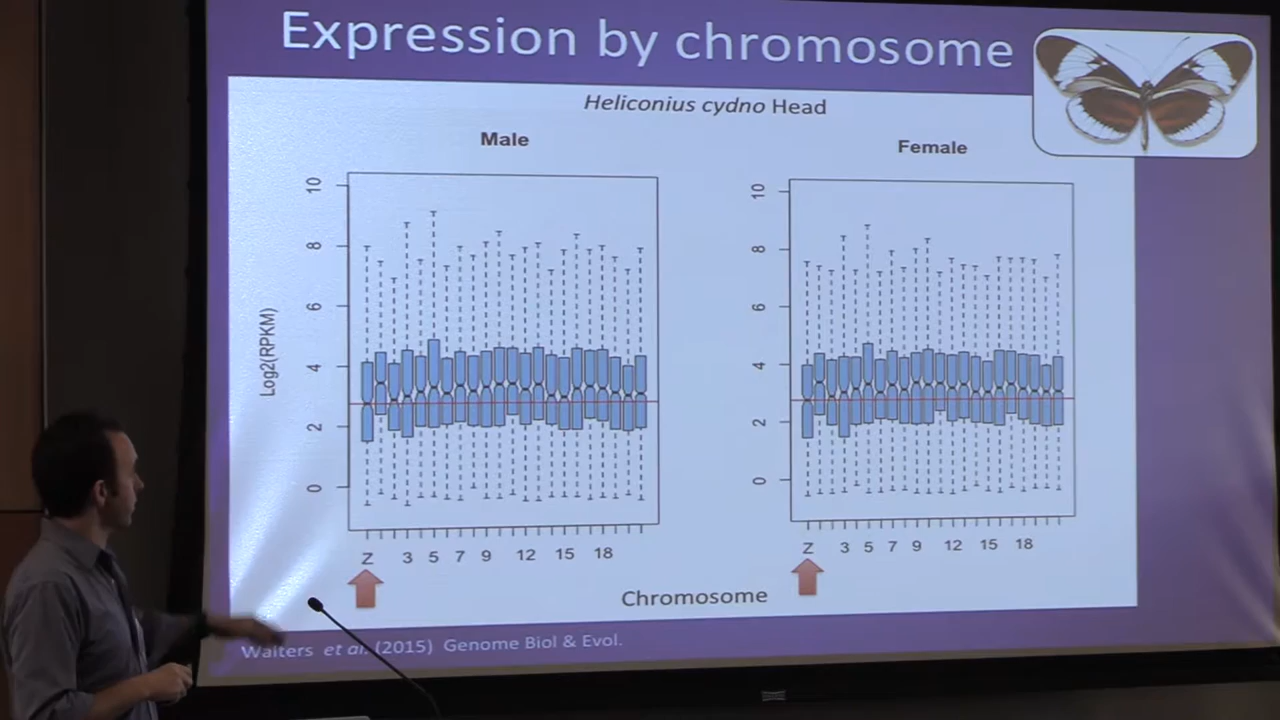 Expression by chromosome
Heliconius cydno Head
Male
Female
Log2(RPKM)
10
8
6
4
2
0
Z 3 5 7 9 12 15 18
10
8
6
4
2
0
Z 3 5 7 9 12 15 18
Chromosome
Walters et al. (2015) Genome Biol & Evol.